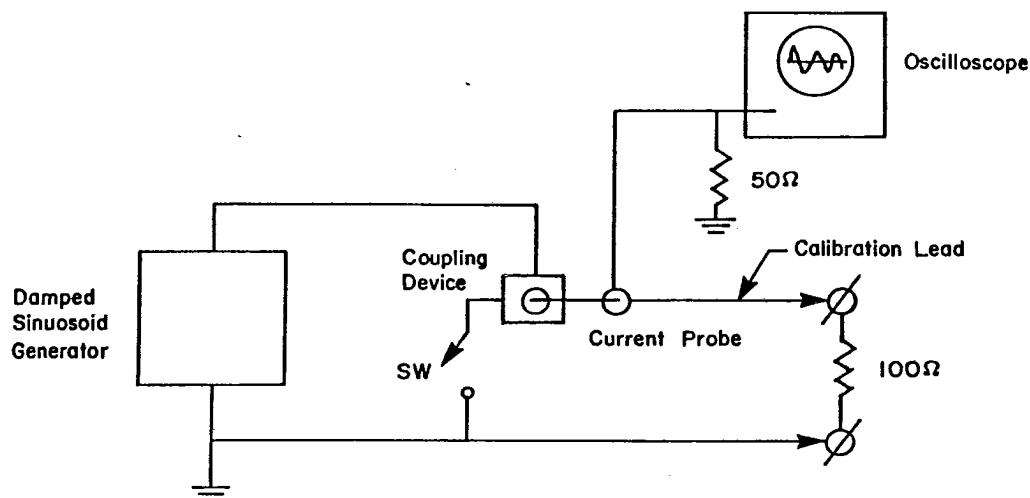 Oscilloscope
50Ω
Calibration Lead
Coupling
Device
Damped
Sinuosoid
Generator
Current Probe
SW
100Ω